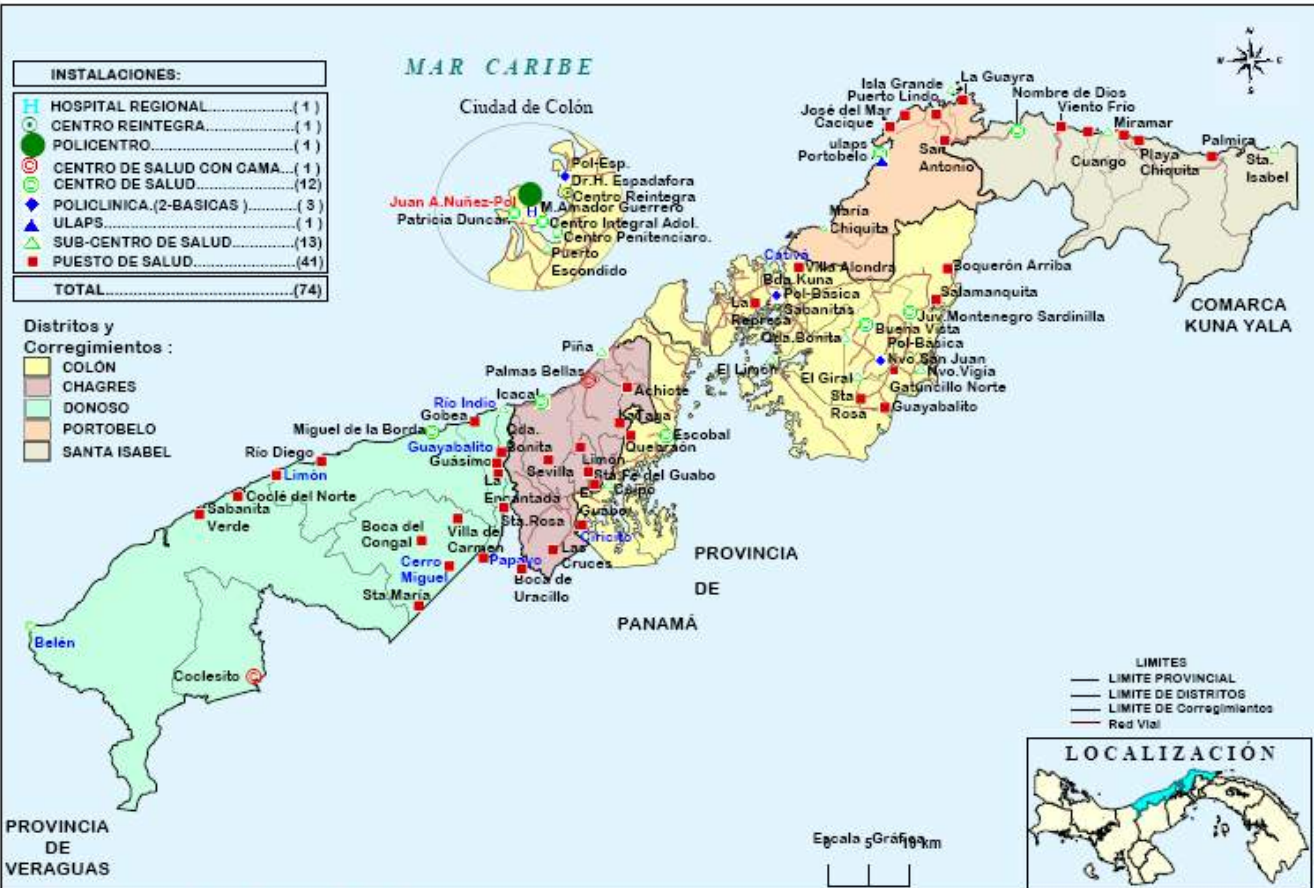 INSTALACIONES:
HOSPITAL REGIONAL.....................( 1 )
CENTRO REINTEGRA.....................( 1 )
POLICENTRO.....................( 1 )
CENTRO DE SALUD CON CAMA...( 1 )
CENTRO DE SALUD.....................(12)
POLICLINICA.(2-BASICAS ).............( 3 )
ULAPS.....................( 1 )
SUB-CENTRO DE SALUD.....................(13)
PUESTO DE SALUD.....................(41)
TOTAL.....................(74)
Distritos y
Corregimientos :
COLÓN
CHAGRES
DONOSO
PORTOBELO
SANTA ISABEL
MAR CARIBE
Ciudad de Colón
Pol-Esp.
Dr.H. Espadafora
Centro Reintegra
Juan A.Nuñez-Pol
H
M.Amador Guerrero
Patricia Duncan
Centro Integral Adol.
Centro Penitenciaro.
Puerto
Escondido
N
W
E
S
Isla Grande
La Guayra
Puerto Lindo
José del Mar
Cacique
ulaps
Portobelo
San
Antonio
Nombre de Dios
Viento Frío
Miramar
Cuango
Playa
Chiquita
Palmira
Sta.
Isabel
María
Chiquita
COMARCA
KUNA YALA
Cativá
Villa Alondra
Bda.Kuna
Pol-Básica
Sabanitas
La
Represa
Boquerón Arriba
Salamanquita
Juv.Montenegro Sardinilla
Buena Vista
Qda.Bonita
Pol-Básica
Nvo.San Juan
Nvo.Vigía
El Limón
El Giral
Gatuncillo Norte
Sta
Rosa
Guayabalito
Piña
Palmas Bellas
Achiote
Icacal
Río Indio
Gobea
Miguel de la Borda
Qda.
Bonita
Guayabalito
Guásimo
Río Diego
Limón
Coclé del Norte
Sabanita
Verde
La
Encantada
Sta.Rosa
Escobal
Quebraón
Limón
Sevilla
Sta.Fe del Guabo
El
Guabo
Ciricito
Las
Cruces
Boca del
Congal
Villa del
Carmen
Cerro
Miguel
Papayo
Boca de
Uracillo
Sta.María
Belén
Coclesito
PROVINCIA
DE
PANAMÁ
PROVINCIA
DE
VERAGUAS
LIMITES
LIMITE PROVINCIAL
LIMITE DE DISTRITOS
LIMITE DE Corregimientos
Red Vial
LOCALIZACIÓN
Escala Gráfica
0 5 10 km